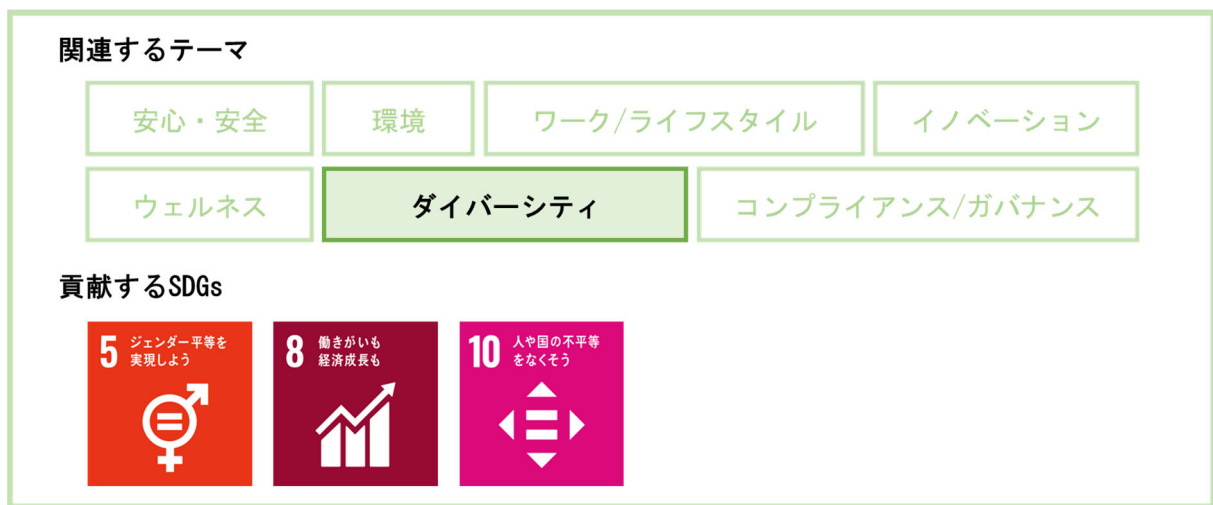 関連するテーマ
安心・安全 環境 ワーク/ライフスタイル イノベーション
ウェルネス ダイバーシティ コンプライアンス/ガバナンス
貢献するSDGs
5 ジェンダー平等を
実現しよう
8 働きがいも
経済成長も
10 人や国の不平等
をなくそう